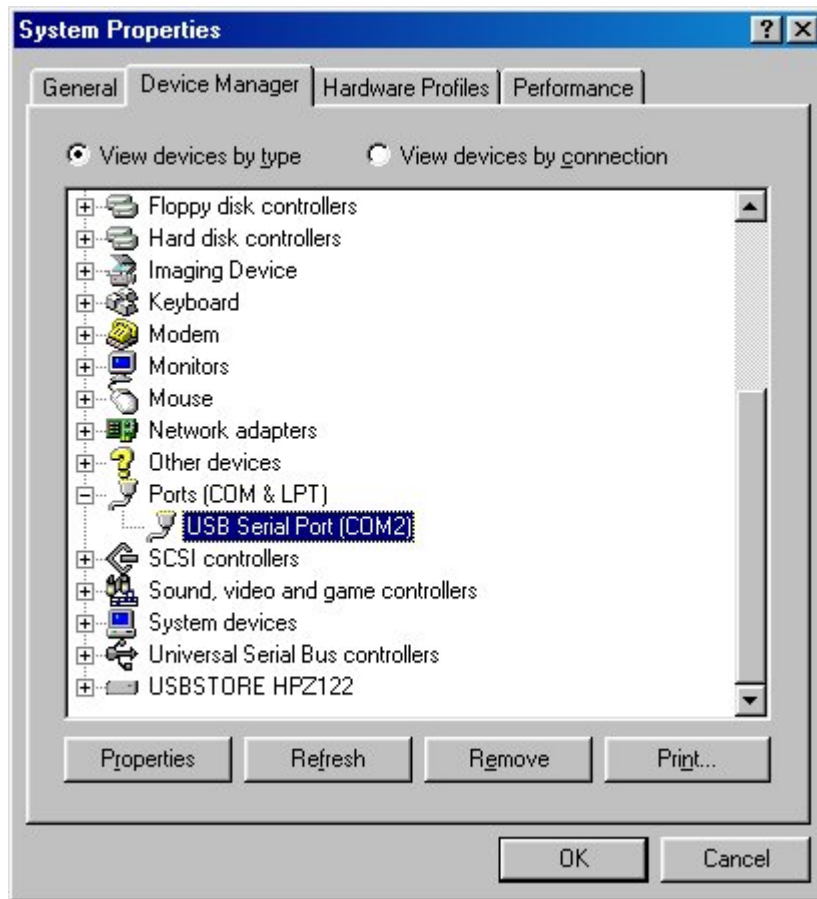 System Properties
General Device Manager Hardware Profiles Performance
View devices by type View devices by connection
Floppy disk controllers
Hard disk controllers
Imaging Device
Keyboard
Modem
Monitors
Mouse
Network adapters
Other devices
Ports (COM & LPT)
USB Serial Port (COM2)
SCSI controllers
Sound, video and game controllers
System devices
Universal Serial Bus controllers
USBSTORE HPZ122
Properties Refresh Remove Print...
OK Cancel